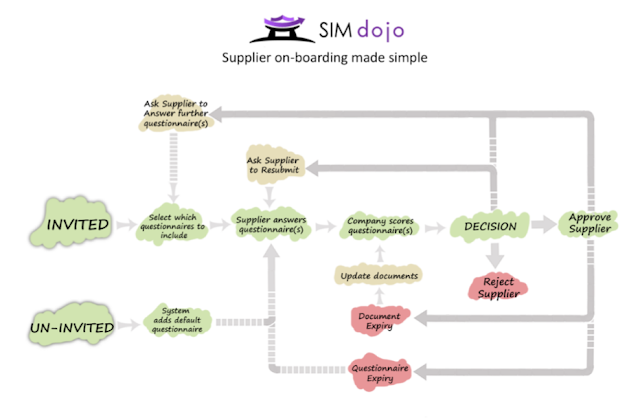 SIM dojo
Supplier on-boarding made simple
Ask Supplier to
Answer further
questionnaire(s)
Ask Supplier
to Resubmit
INVITED
Select which
questionnaires to
include
Supplier answers
questionnaire(s)
Company scores
questionnaire(s)
DECISION
Approve
Supplier
Update documents
Reject
Supplier
UN-INVITED
System
adds default
questionnaire
Document
Expiry
Questionnaire
Expiry